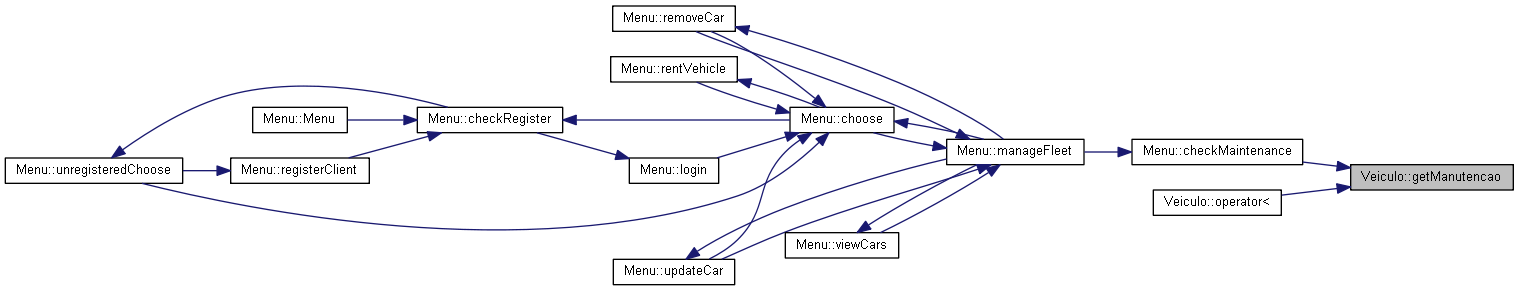 Menu::removeCar
Menu::rentVehicle
Menu::Menu
Menu::checkRegister
Menu::choose
Menu::manageFleet
Menu::checkMaintenance
Menu::unregisteredChoose
Menu::registerClient
Menu::login
Veiculo::getManutencao
Veiculo::operator<
Menu::viewCars
Menu::updateCar